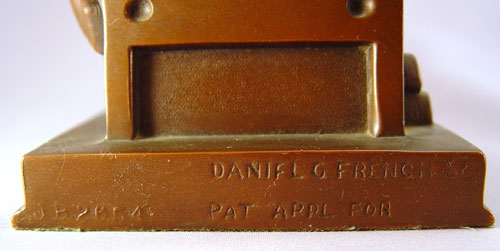 DANIEL C FRENCH Sc
PAT APPL FOR